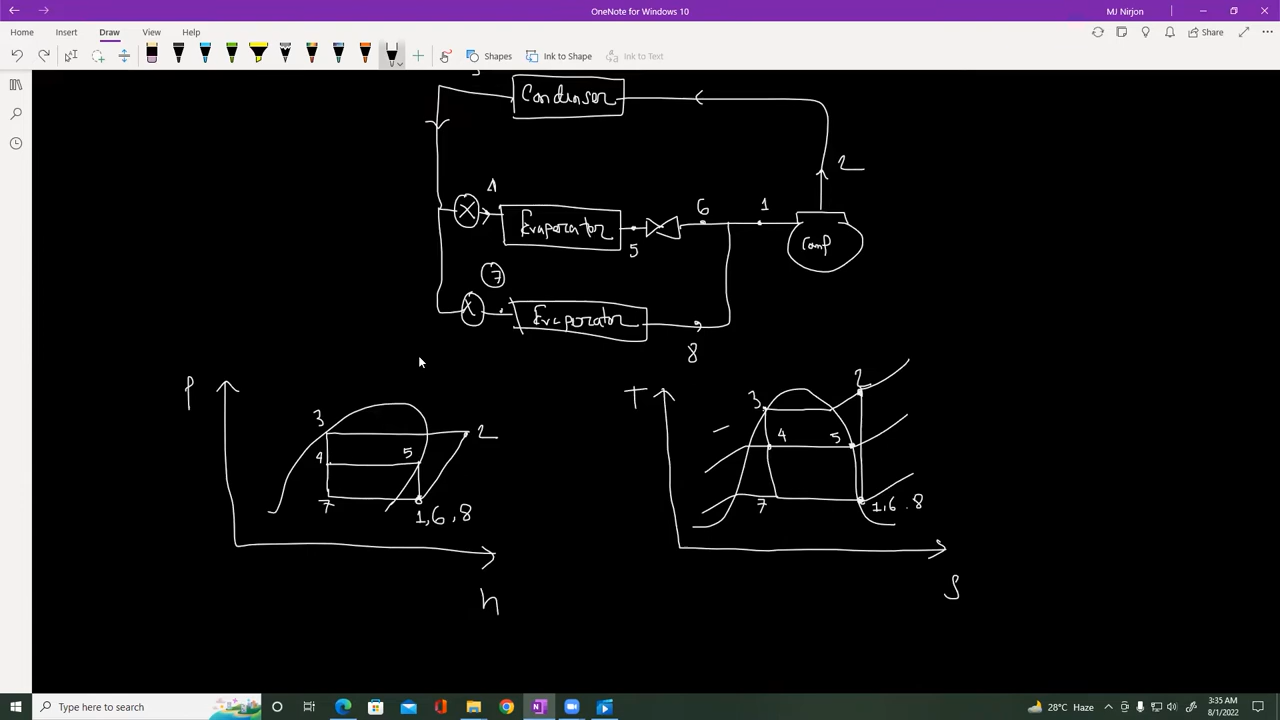 OneNote for Windows 10
MJ Nirjon
Home Insert Draw View Help
Share
Shapes
Ink to Shape
Ink to Text
Condenser
2
4
6
1
Evaporator
5
Comp
7
X
Evaporator
8
P
3
2
4
5
7
1, 6, 8
h
T
2
3
4
5
7
1, 6, 8
S
Type here to search
28°C Haze
3:35 AM
8/1/2022